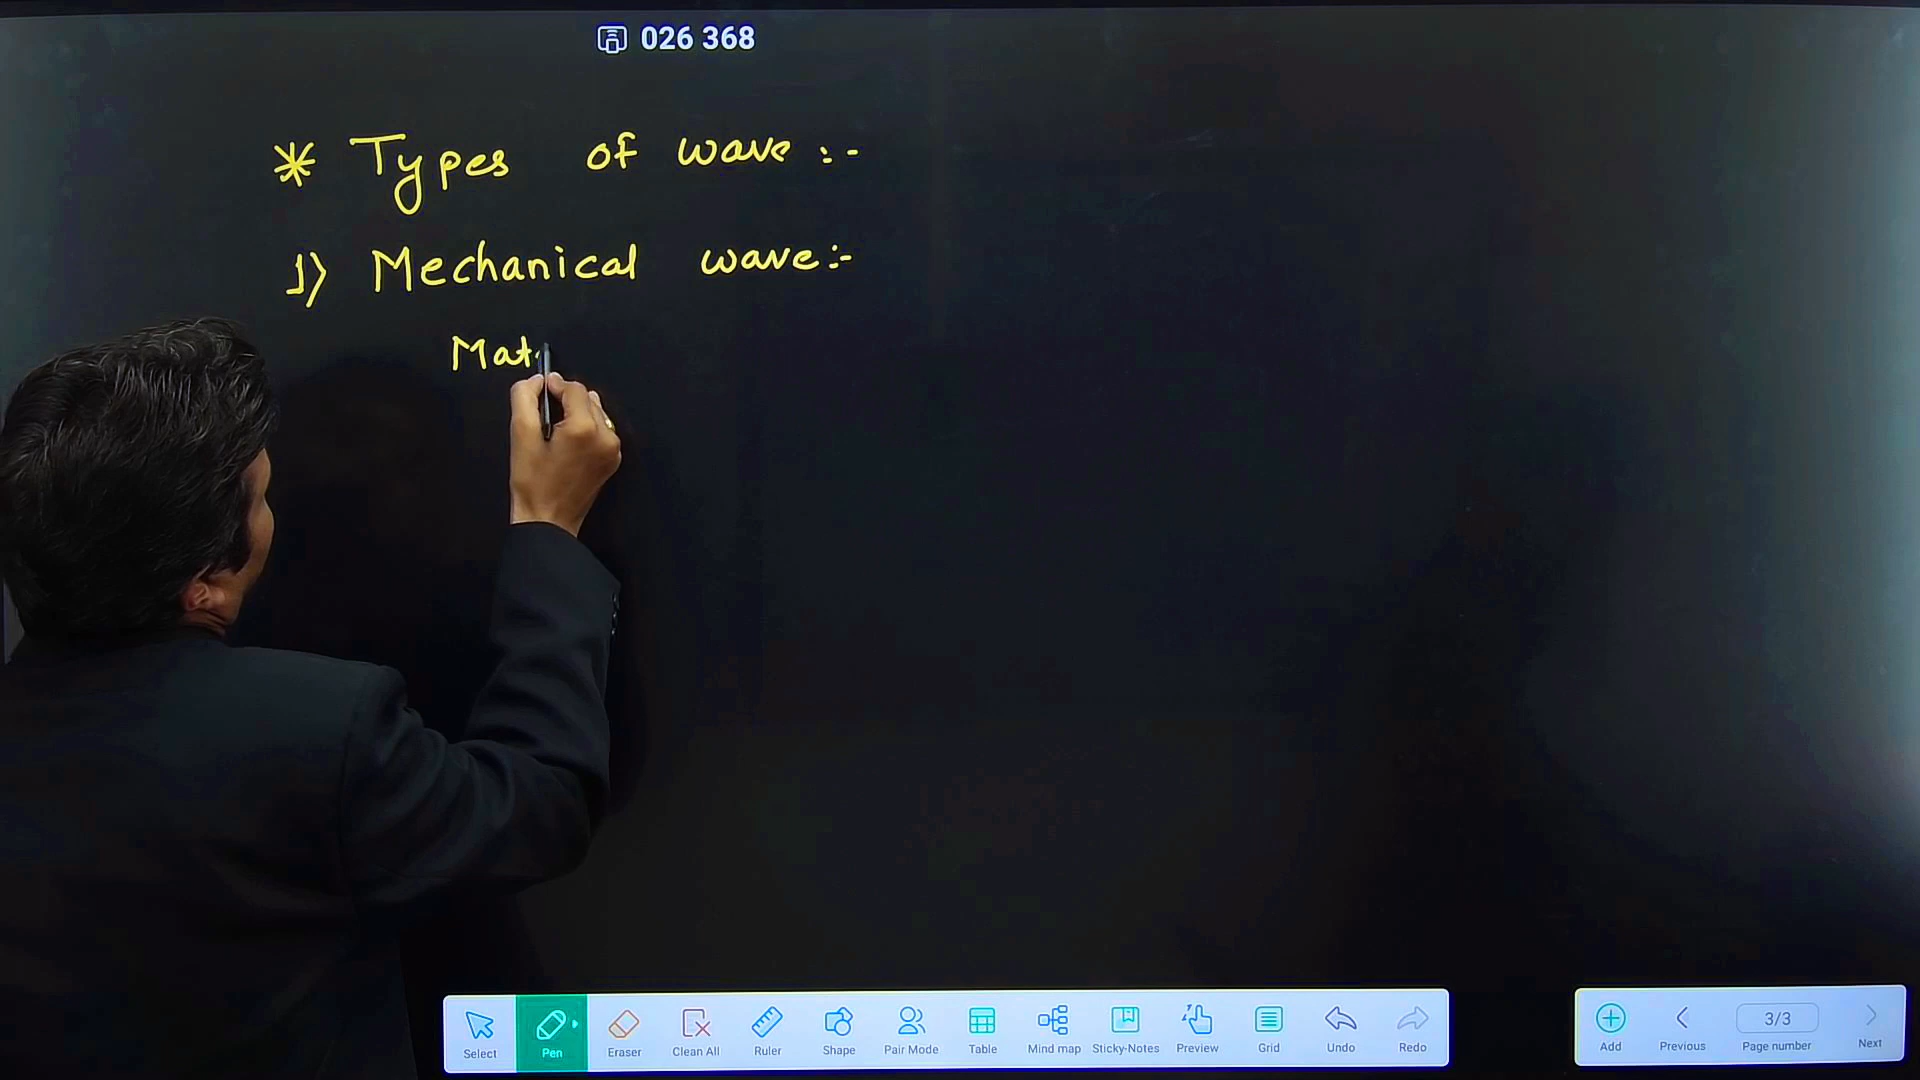 026 368
* Types of wave :-
1) Mechanical wave :-
Mat
Select Pen Eraser Clean All Ruler Shape Pair Mode Table Mind map Sticky-Notes Preview Grid Undo Redo
Add Previous 3/3 Page number Next